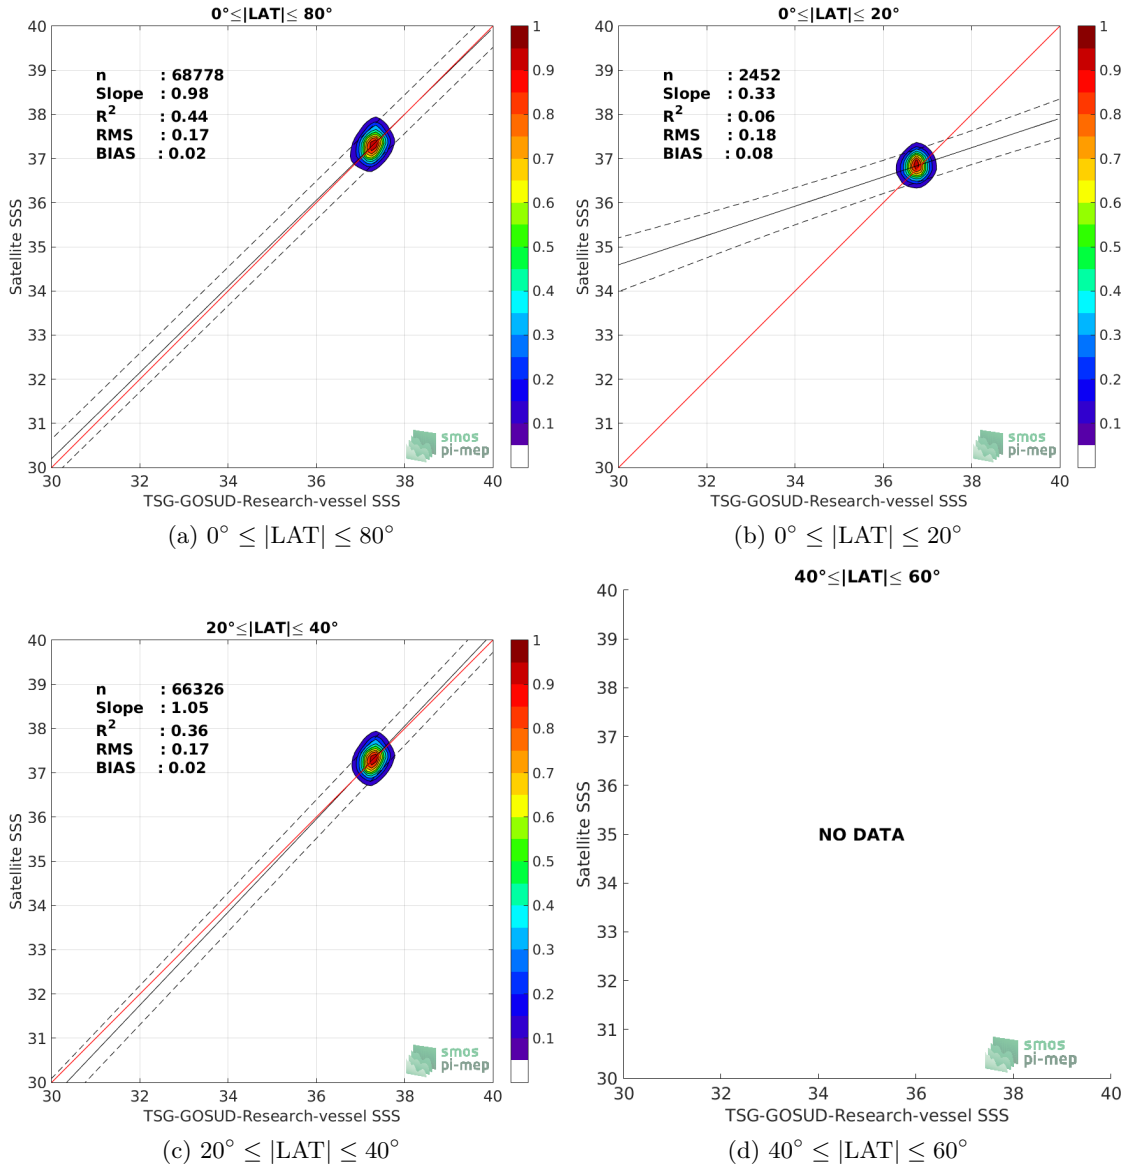 0°≤|LAT|≤ 80°
n : 68778
Slope : 0.98
R2 : 0.44
RMS : 0.17
BIAS : 0.02
40
39
38
37
36
35
34
33
32
31
30
Satellite SSS
30 32 34 36 38 40
TSG-GOSUD-Research-vessel SSS
1
0.9
0.8
0.7
0.6
0.5
0.4
0.3
0.2
0.1
smos
pi-mep
(a) 0° ≤ |LAT| ≤ 80°
0°≤|LAT|≤ 20°
n : 2452
Slope : 0.33
R2 : 0.06
RMS : 0.18
BIAS : 0.08
40
39
38
37
36
35
34
33
32
31
30
Satellite SSS
30 32 34 36 38 40
TSG-GOSUD-Research-vessel SSS
1
0.9
0.8
0.7
0.6
0.5
0.4
0.3
0.2
0.1
smos
pi-mep
(b) 0° ≤ |LAT| ≤ 20°
20°≤|LAT|≤ 40°
n : 66326
Slope : 1.05
R2 : 0.36
RMS : 0.17
BIAS : 0.02
40
39
38
37
36
35
34
33
32
31
30
Satellite SSS
30 32 34 36 38 40
TSG-GOSUD-Research-vessel SSS
1
0.9
0.8
0.7
0.6
0.5
0.4
0.3
0.2
0.1
smos
pi-mep
(c) 20° ≤ |LAT| ≤ 40°
40°≤|LAT|≤ 60°
40
39
38
37
36
35
34
33
32
31
30
Satellite SSS
NO DATA
30 32 34 36 38 40
TSG-GOSUD-Research-vessel SSS
smos
pi-mep
(d) 40° ≤ |LAT| ≤ 60°